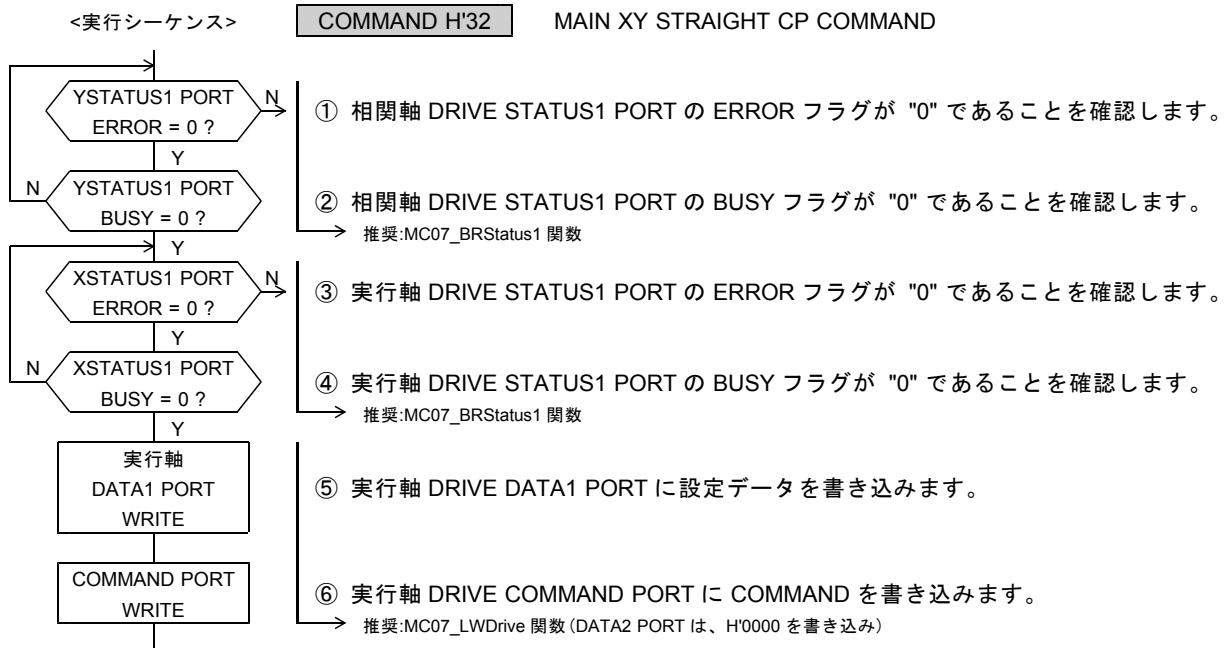 <実行シーケンス> COMMAND H'32 MAIN XY STRAIGHT CP COMMAND
YSTATUS1 PORT
ERROR = 0 ?
N
① 相関軸 DRIVE STATUS1 PORT の ERROR フラグが "0" であることを確認します。
Y
N
YSTATUS1 PORT
BUSY = 0 ?
② 相関軸 DRIVE STATUS1 PORT の BUSY フラグが "0" であることを確認します。
推奨:MC07_BRStatus1 関数
Y
XSTATUS1 PORT
ERROR = 0 ?
N
③ 実行軸 DRIVE STATUS1 PORT の ERROR フラグが "0" であることを確認します。
Y
N
XSTATUS1 PORT
BUSY = 0 ?
④ 実行軸 DRIVE STATUS1 PORT の BUSY フラグが "0" であることを確認します。
推奨:MC07_BRStatus1 関数
Y
実行軸
DATA1 PORT
WRITE
⑤ 実行軸 DRIVE DATA1 PORT に設定データを書き込みます。
COMMAND PORT
WRITE
⑥ 実行軸 DRIVE COMMAND PORT に COMMAND を書き込みます。
推奨:MC07_LWDrive 関数(DATA2 PORT は、H'0000 を書き込み)